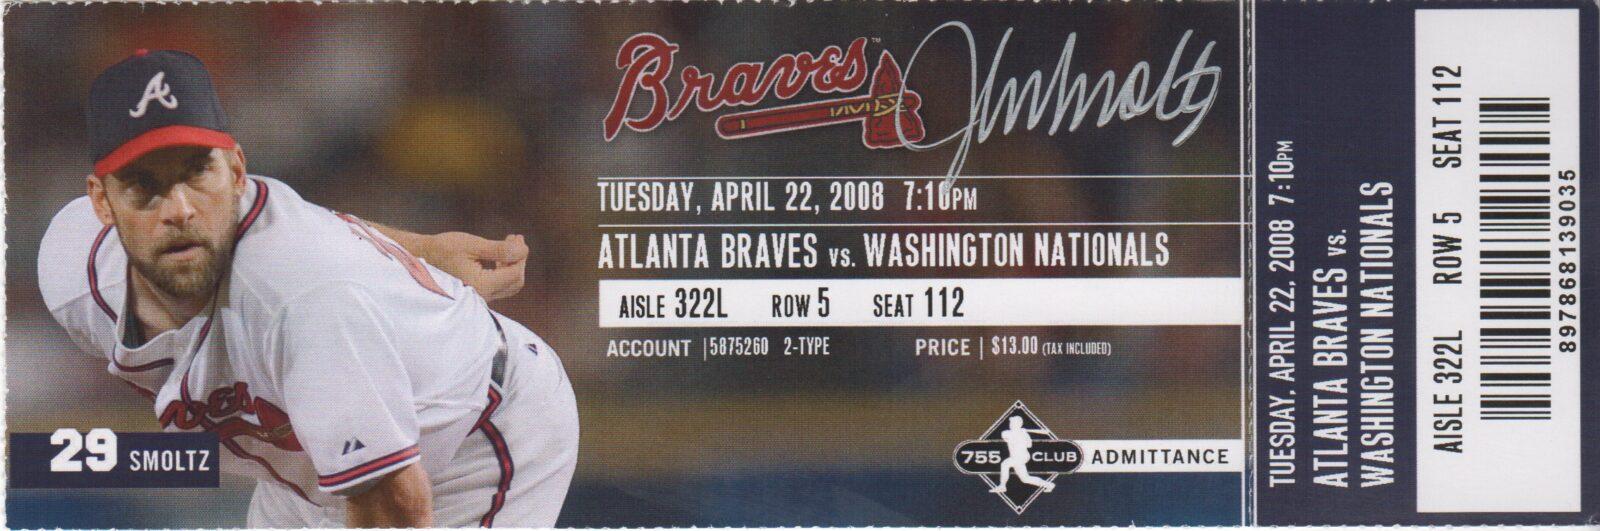 A
Braves
John Smoltz
TUESDAY, APRIL 22, 2008 7:10PM
ATLANTA BRAVES vs. WASHINGTON NATIONALS
AISLE 322L ROW 5 SEAT 112
ACCOUNT | 5875260 2-TYPE PRICE | $13.00 (TAX INCLUDED)
29 SMOLTZ
755 CLUB ADMITTANCE
TUESDAY, APRIL 22, 2008 7:10PM
ATLANTA BRAVES vs.
WASHINGTON NATIONALS
AISLE 322L ROW 5 SEAT 112
897868139035